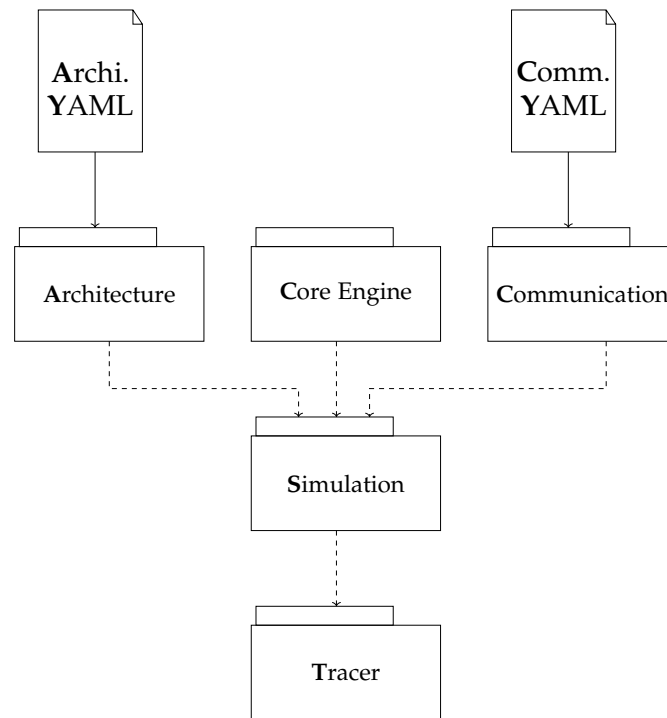 Archi.
YAML
Comm.
YAML
Architecture
Core Engine
Communication
Simulation
Tracer